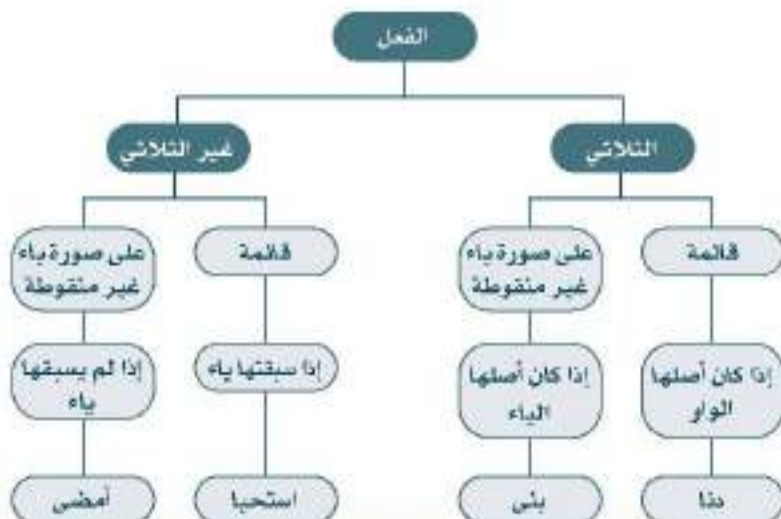 الفعل
الثلاثي
غير الثلاثي
قائمة
على صورة ياء
غير منقوطة
قائمة
على صورة ياء
غير منقوطة
إذا كان أصلها
الواو
إذا كان أصلها
الياء
إذا سبقتها ياء
إذا لم يسبقها
ياء
دنا
بنى
استحيا
أمضى